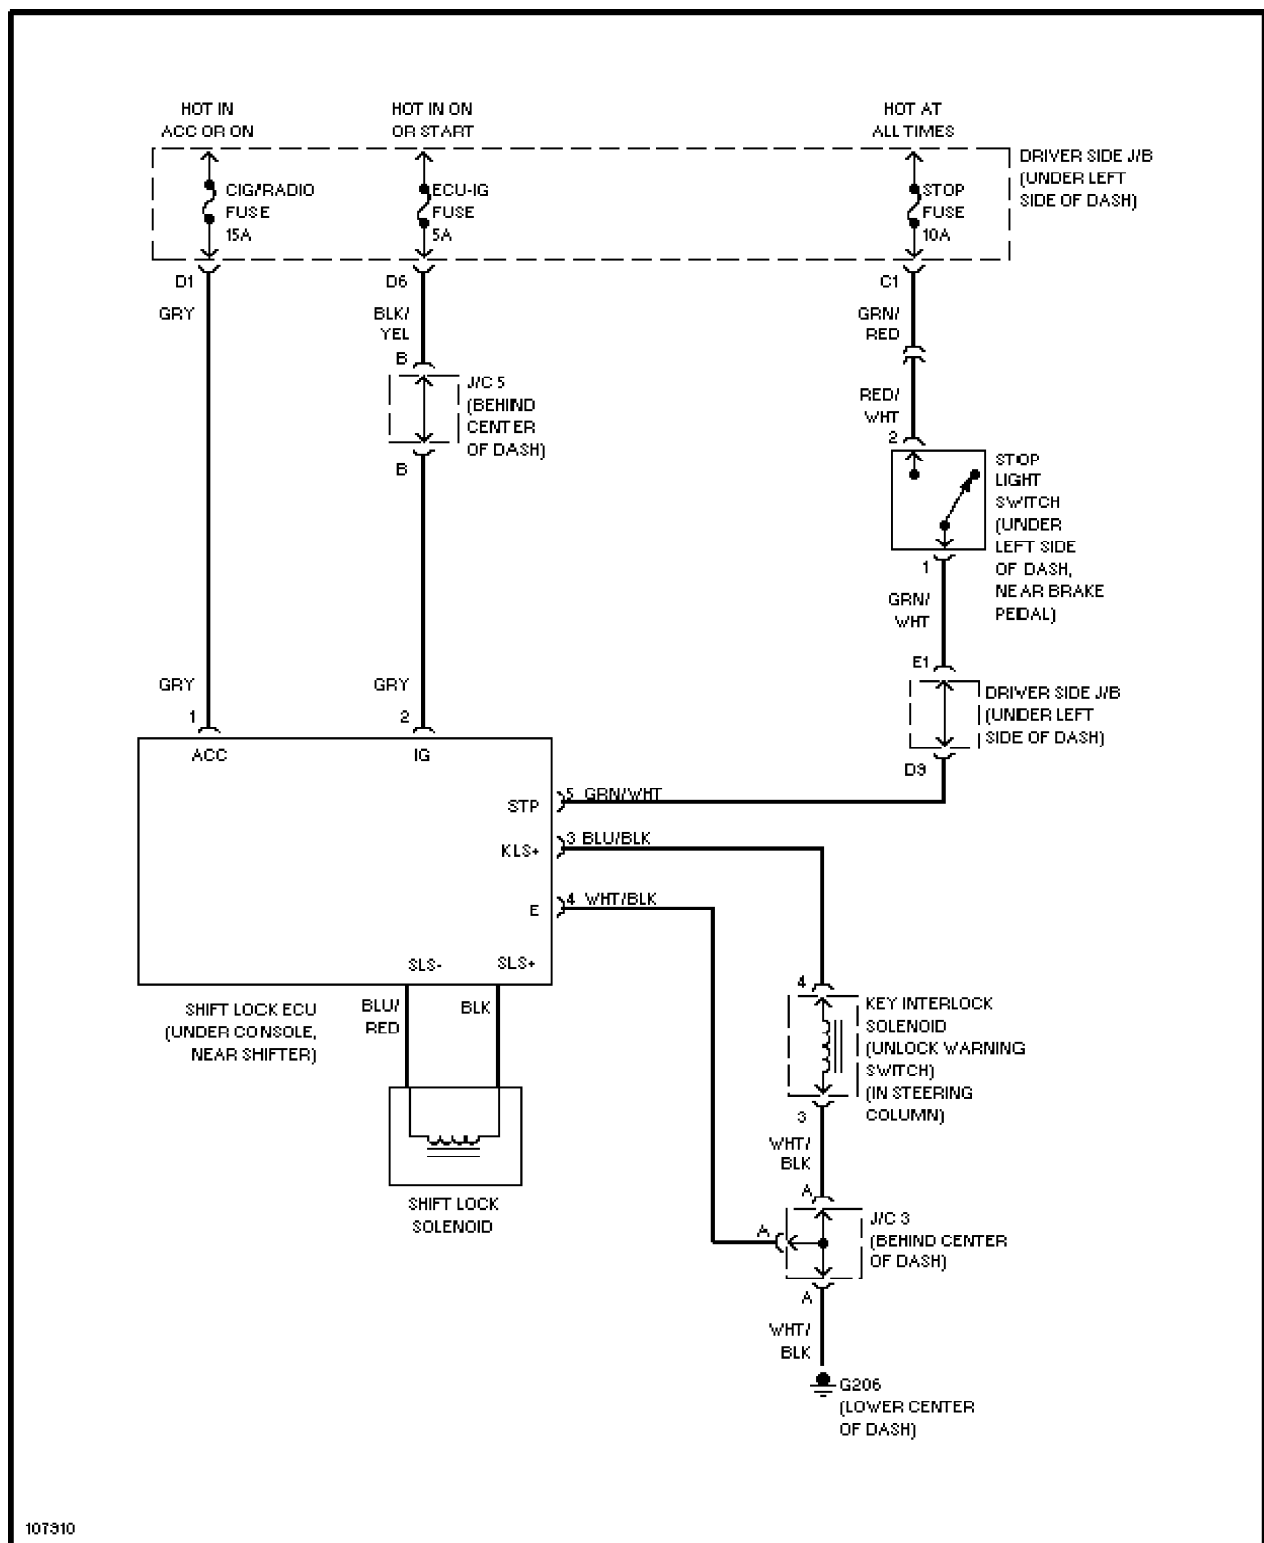 HOT IN
ACC OR ON
HOT IN ON
OR START
HOT AT
ALL TIMES
DRIVER SIDE J/B
(UNDER LEFT
SIDE OF DASH)
CIG/RADIO
FUSE
15A
ECU-IG
FUSE
5A
STOP
FUSE
10A
D1
D6
C1
GRY
BLK/
YEL
GRN/
RED
B
J/C 5
(BEHIND
CENTER
OF DASH)
B
RED/
WHT
2
STOP
LIGHT
SWITCH
(UNDER
LEFT SIDE
OF DASH,
NEAR BRAKE
PEDAL)
1
GRN/
WHT
E1
GRY
1
GRY
2
DRIVER SIDE J/B
(UNDER LEFT
SIDE OF DASH)
D9
ACC
IG
STP
5 GRN/WHT
KLS+
3 BLU/BLK
E
4 WHT/BLK
SLS-
SLS+
SHIFT LOCK ECU
(UNDER CONSOLE,
NEAR SHIFTER)
BLU/
RED
BLK
4
KEY INTERLOCK
SOLENOID
(UNLOCK WARNING
SWITCH)
(IN STEERING
COLUMN)
3
WHT/
BLK
SHIFT LOCK
SOLENOID
A
A
J/C 3
(BEHIND CENTER
OF DASH)
A
WHT/
BLK
G206
(LOWER CENTER
OF DASH)
107910